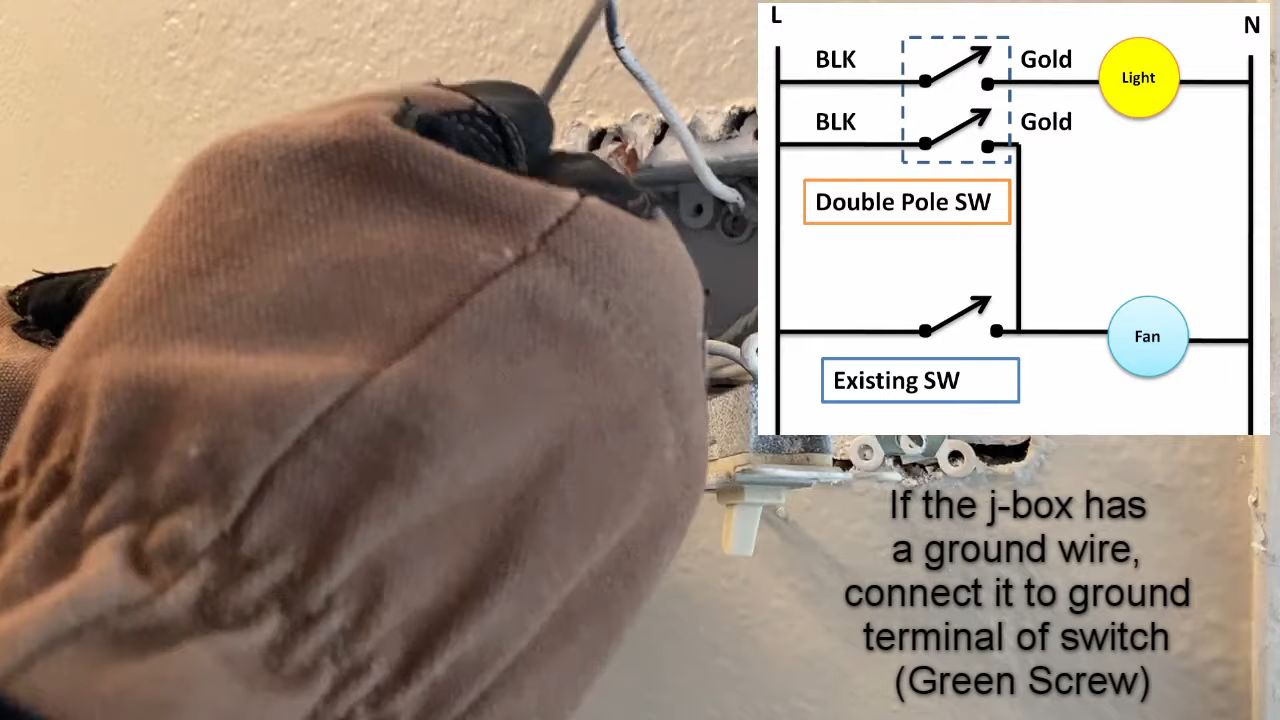 L
N
BLK
Gold
Light
BLK
Gold
Double Pole SW
Fan
Existing SW
If the j-box has
a ground wire,
connect it to ground
terminal of switch
(Green Screw)